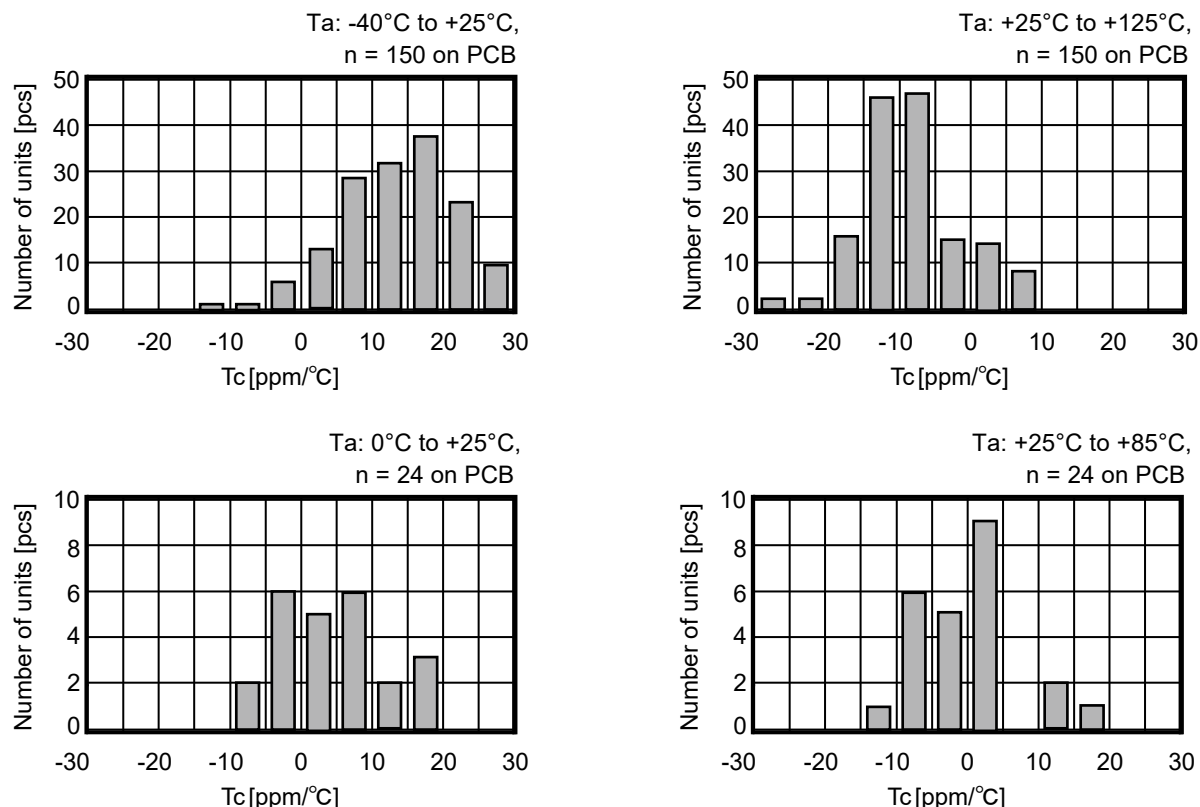 Ta: -40°C to +25°C,
n = 150 on PCB
Number of units [pcs]
50
40
30
20
10
0
-30 -20 -10 0 10 20 30
Tc [ppm/°C]
Ta: +25°C to +125°C,
n = 150 on PCB
Number of units [pcs]
50
40
30
20
10
0
-30 -20 -10 0 10 20 30
Tc [ppm/°C]
Ta: 0°C to +25°C,
n = 24 on PCB
Number of units [pcs]
10
8
6
4
2
0
-30 -20 -10 0 10 20 30
Tc [ppm/°C]
Ta: +25°C to +85°C,
n = 24 on PCB
Number of units [pcs]
10
8
6
4
2
0
-30 -20 -10 0 10 20 30
Tc [ppm/°C]